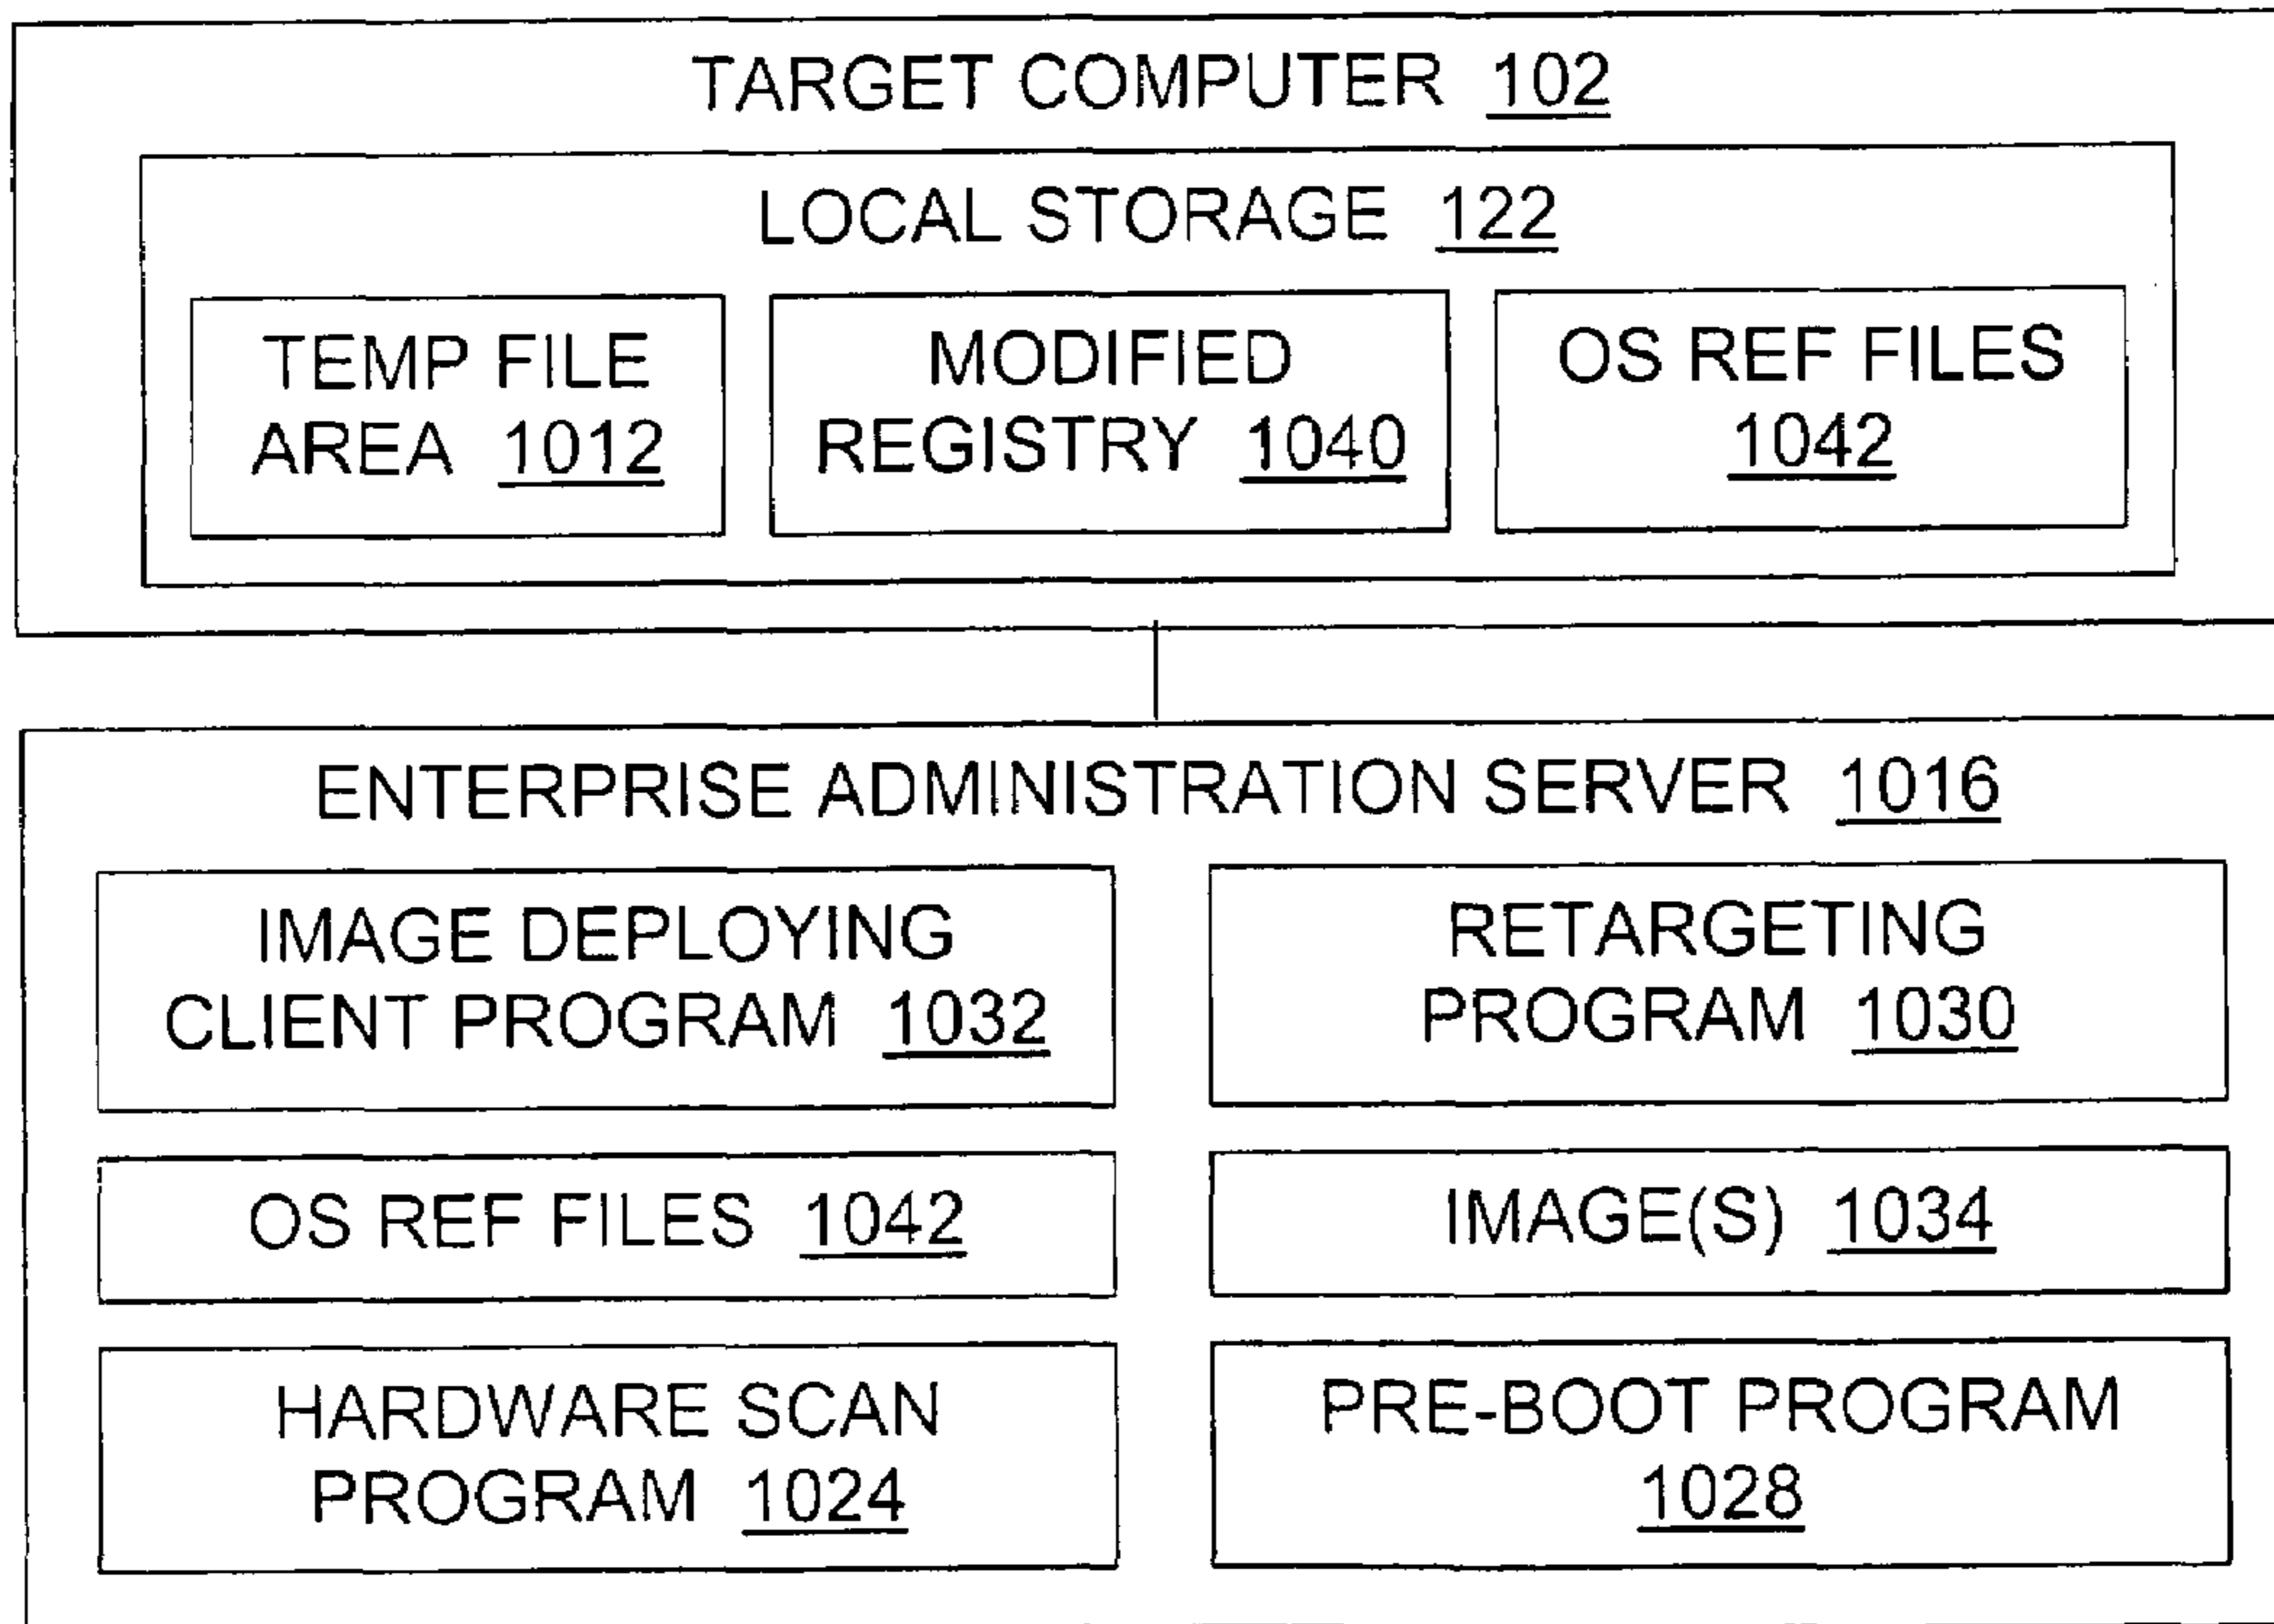 TARGET COMPUTER 102
LOCAL STORAGE 122
TEMP FILE
AREA 1012
MODIFIED
REGISTRY 1040
OS REF FILES
1042
ENTERPRISE ADMINISTRATION SERVER 1016
IMAGE DEPLOYING
CLIENT PROGRAM 1032
RETARGETING
PROGRAM 1030
OS REF FILES 1042
IMAGE(S) 1034
HARDWARE SCAN
PROGRAM 1024
PRE-BOOT PROGRAM
1028